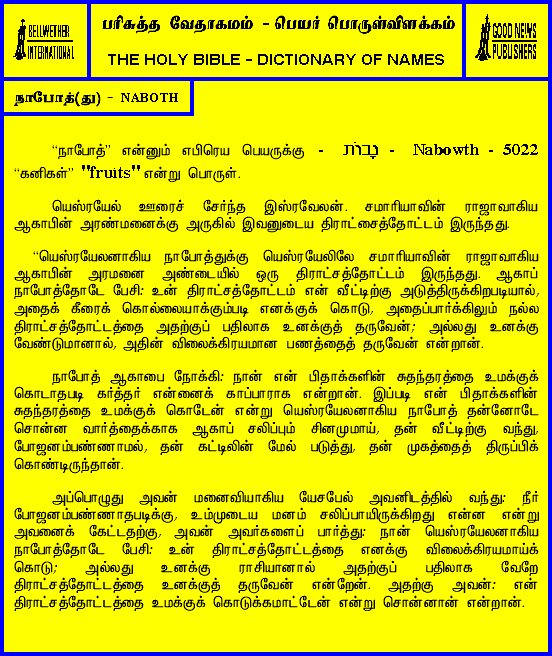 BELLWETHER
INTERNATIONAL
பரிசுத்த வேதாகமம் - பெயர் பொருள்விளக்கம்
THE HOLY BIBLE - DICTIONARY OF NAMES
GOOD NEWS
PUBLISHERS
நாபோத்(து) - NABOTH
“நாபோத்” என்னும் எபிரெய பெயருக்கு - נבות - Nabowth - 5022
“கனிகள்” "fruits" என்று பொருள்.
யெஸ்ரயேல் ஊரைச் சேர்ந்த இஸ்ரவேலன். சமாரியாவின் ராஜாவாகிய
ஆகாபின் அரண்மனைக்கு அருகில் இவனுடைய திராட்சைத்தோட்டம் இருந்தது.
“யெஸ்ரயேலனாகிய நாபோத்துக்கு யெஸ்ரயேலிலே சமாரியாவின் ராஜாவாகிய
ஆகாபின் அரமனை அண்டையில் ஒரு திராட்சத்தோட்டம் இருந்தது. ஆகாப்
நாபோத்தோடே பேசி: உன் திராட்சத்தோட்டம் என் வீட்டிற்கு அடுத்திருக்கிறபடியால்,
அதைக் கீரைக் கொல்லையாக்கும்படி எனக்குக் கொடு, அதைப்பார்க்கிலும் நல்ல
திராட்சத்தோட்டத்தை அதற்குப் பதிலாக உனக்குத் தருவேன்; அல்லது உனக்கு
வேண்டுமானால், அதின் விலைக்கிரயமான பணத்தைத் தருவேன் என்றான்.
நாபோத் ஆகாபை நோக்கி: நான் என் பிதாக்களின் சுதந்தரத்தை உமக்குக்
கொடாதபடி கர்த்தர் என்னைக் காப்பாராக என்றான். இப்படி என் பிதாக்களின்
சுதந்தரத்தை உமக்குக் கொடேன் என்று யெஸ்ரயேலனாகிய நாபோத் தன்னோடே
சொன்ன வார்த்தைக்காக ஆகாப் சலிப்பும் சினமுமாய், தன் வீட்டிற்கு வந்து,
போஜனம்பண்ணாமல், தன் கட்டிலின் மேல் படுத்து, தன் முகத்தைத் திருப்பிக்
கொண்டிருந்தான்.
அப்பொழுது அவன் மனைவியாகிய யேசபேல் அவனிடத்தில் வந்து: நீர்
போஜனம்பண்ணாதபடிக்கு, உம்முடைய மனம் சலிப்பாயிருக்கிறது என்ன என்று
அவனைக் கேட்டதற்கு, அவன் அவர்களைப் பார்த்து: நான் யெஸ்ரயேலனாகிய
நாபோத்தோடே பேசி: உன் திராட்சத்தோட்டத்தை எனக்கு விலைக்கிரயமாய்க்
கொடு; அல்லது உனக்கு ராசியானால் அதற்குப் பதிலாக வேறே
திராட்சத்தோட்டத்தை உனக்குத் தருவேன் என்றேன். அதற்கு அவன்: என்
திராட்சத்தோட்டத்தை உமக்குக் கொடுக்கமாட்டேன் என்று சொன்னான் என்றான்.